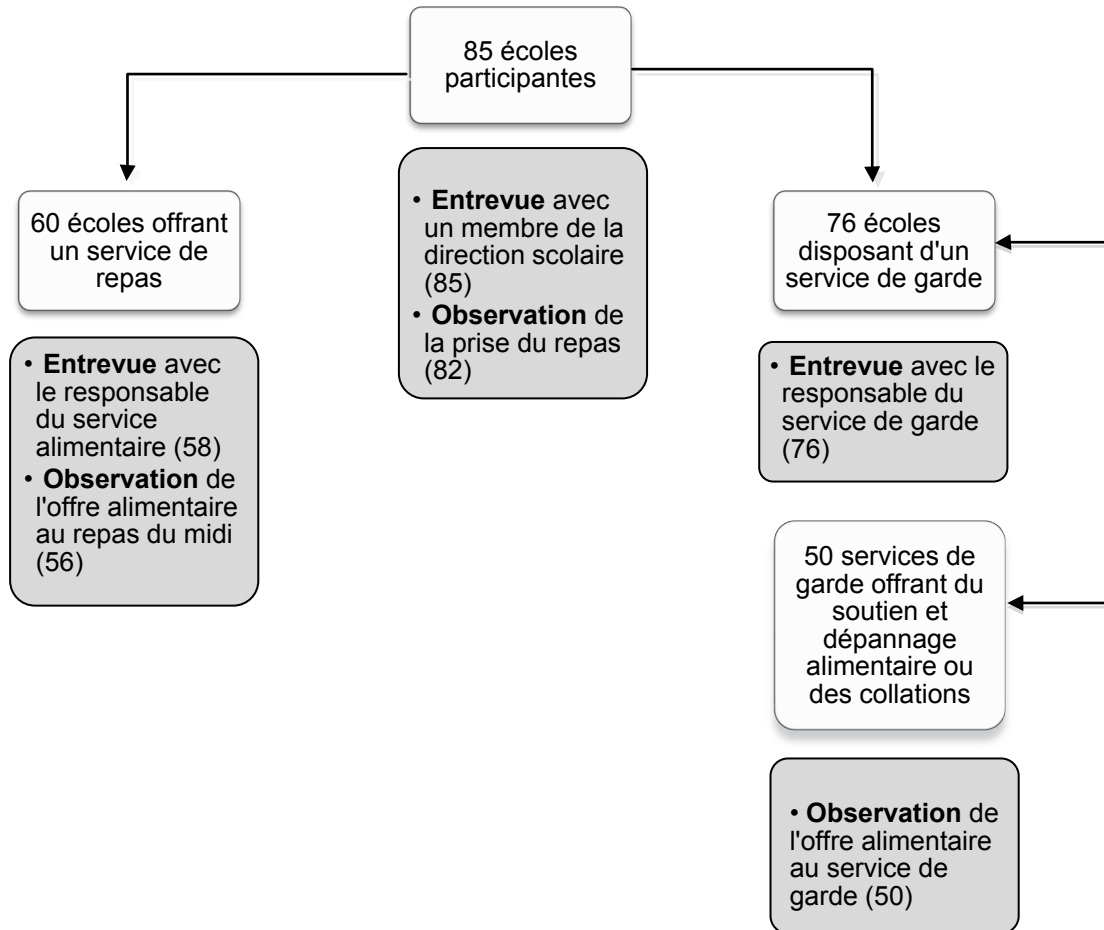 85 écoles
participantes
60 écoles offrant
un service de
repas
• Entrevue avec
le responsable
du service
alimentaire (58)
• Observation de
l'offre alimentaire
au repas du midi
(56)
• Entrevue avec
un membre de la
direction scolaire
(85)
• Observation de
la prise du repas
(82)
76 écoles
disposant d'un
service de garde
• Entrevue avec le
responsable du
service de garde
(76)
50 services de
garde offrant du
soutien et
dépannage
alimentaire ou
des collations
• Observation de
l'offre alimentaire
au service de
garde (50)